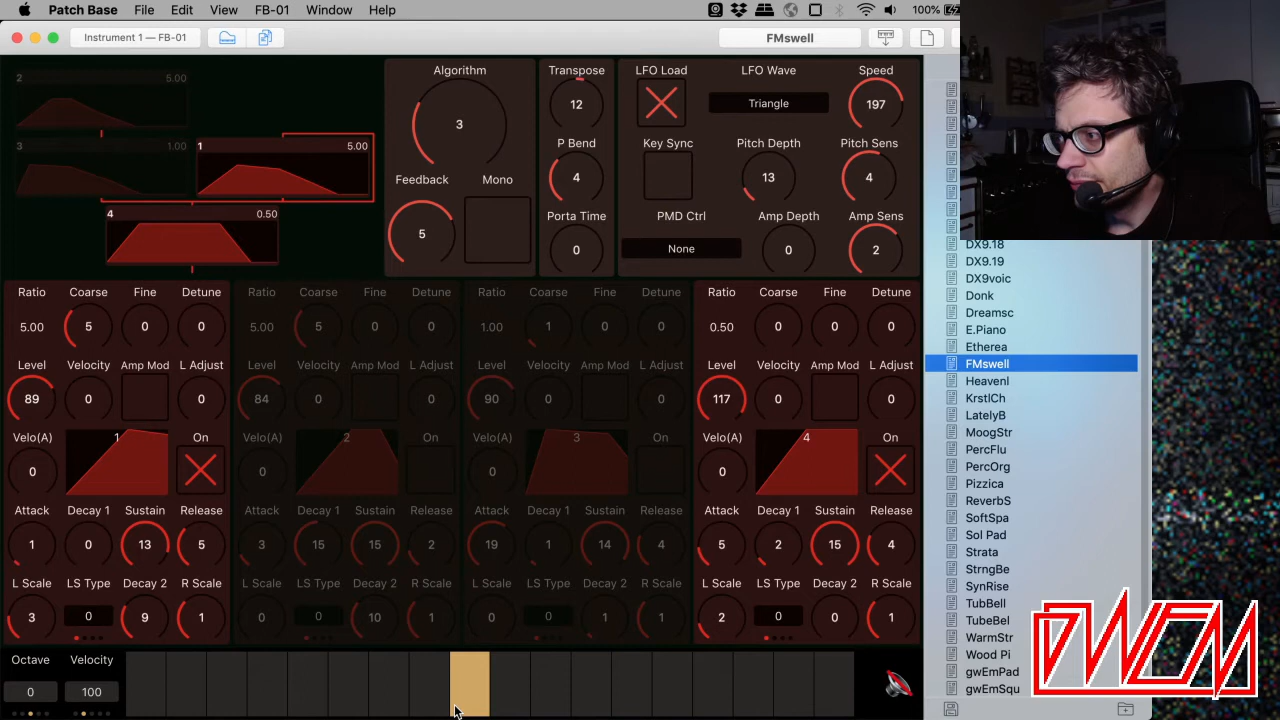 Patch Base File Edit View FB-01 Window Help 100%
Instrument 1 — FB-01 FMswell
2 5.00
3 1.00 1 5.00
4 0.50
Algorithm
3
Feedback Mono
5
Transpose
12
P Bend
4
Porta Time
0
LFO Load LFO Wave Speed
Triangle 197
Key Sync Pitch Depth Pitch Sens
13 4
PMD Ctrl Amp Depth Amp Sens
None 0 2
Ratio Coarse Fine Detune
5.00 5 0 0
Level Velocity Amp Mod L Adjust
89 0 0
Velo(A) 1 On
0
Attack Decay 1 Sustain Release
1 0 13 5
L Scale LS Type Decay 2 R Scale
3 0 9 1
Ratio Coarse Fine Detune
5.00 5 0 0
Level Velocity Amp Mod L Adjust
84 0 0
Velo(A) 2 On
0
Attack Decay 1 Sustain Release
3 15 15 2
L Scale LS Type Decay 2 R Scale
0 0 10 1
Ratio Coarse Fine Detune
1.00 1 0 0
Level Velocity Amp Mod L Adjust
90 0 0
Velo(A) 3 On
0
Attack Decay 1 Sustain Release
19 1 14 4
L Scale LS Type Decay 2 R Scale
0 0 1 1
Ratio Coarse Fine Detune
0.50 0 0 0
Level Velocity Amp Mod L Adjust
117 0 0
Velo(A) 4 On
0
Attack Decay 1 Sustain Release
5 2 15 4
L Scale LS Type Decay 2 R Scale
2 0 0 1
Octave Velocity
0 100
DX9.18
DX9.19
DX9voic
Donk
Dreamsc
E.Piano
Etherea
FMswell
Heavenl
KrstlCh
LatelyB
MoogStr
PercFlu
PercOrg
Pizzica
ReverbS
SoftSpa
Sol Pad
Strata
StrngBe
SynRise
TubBell
TubeBel
WarmStr
Wood Pi
gwEmPad
gwEmSqu